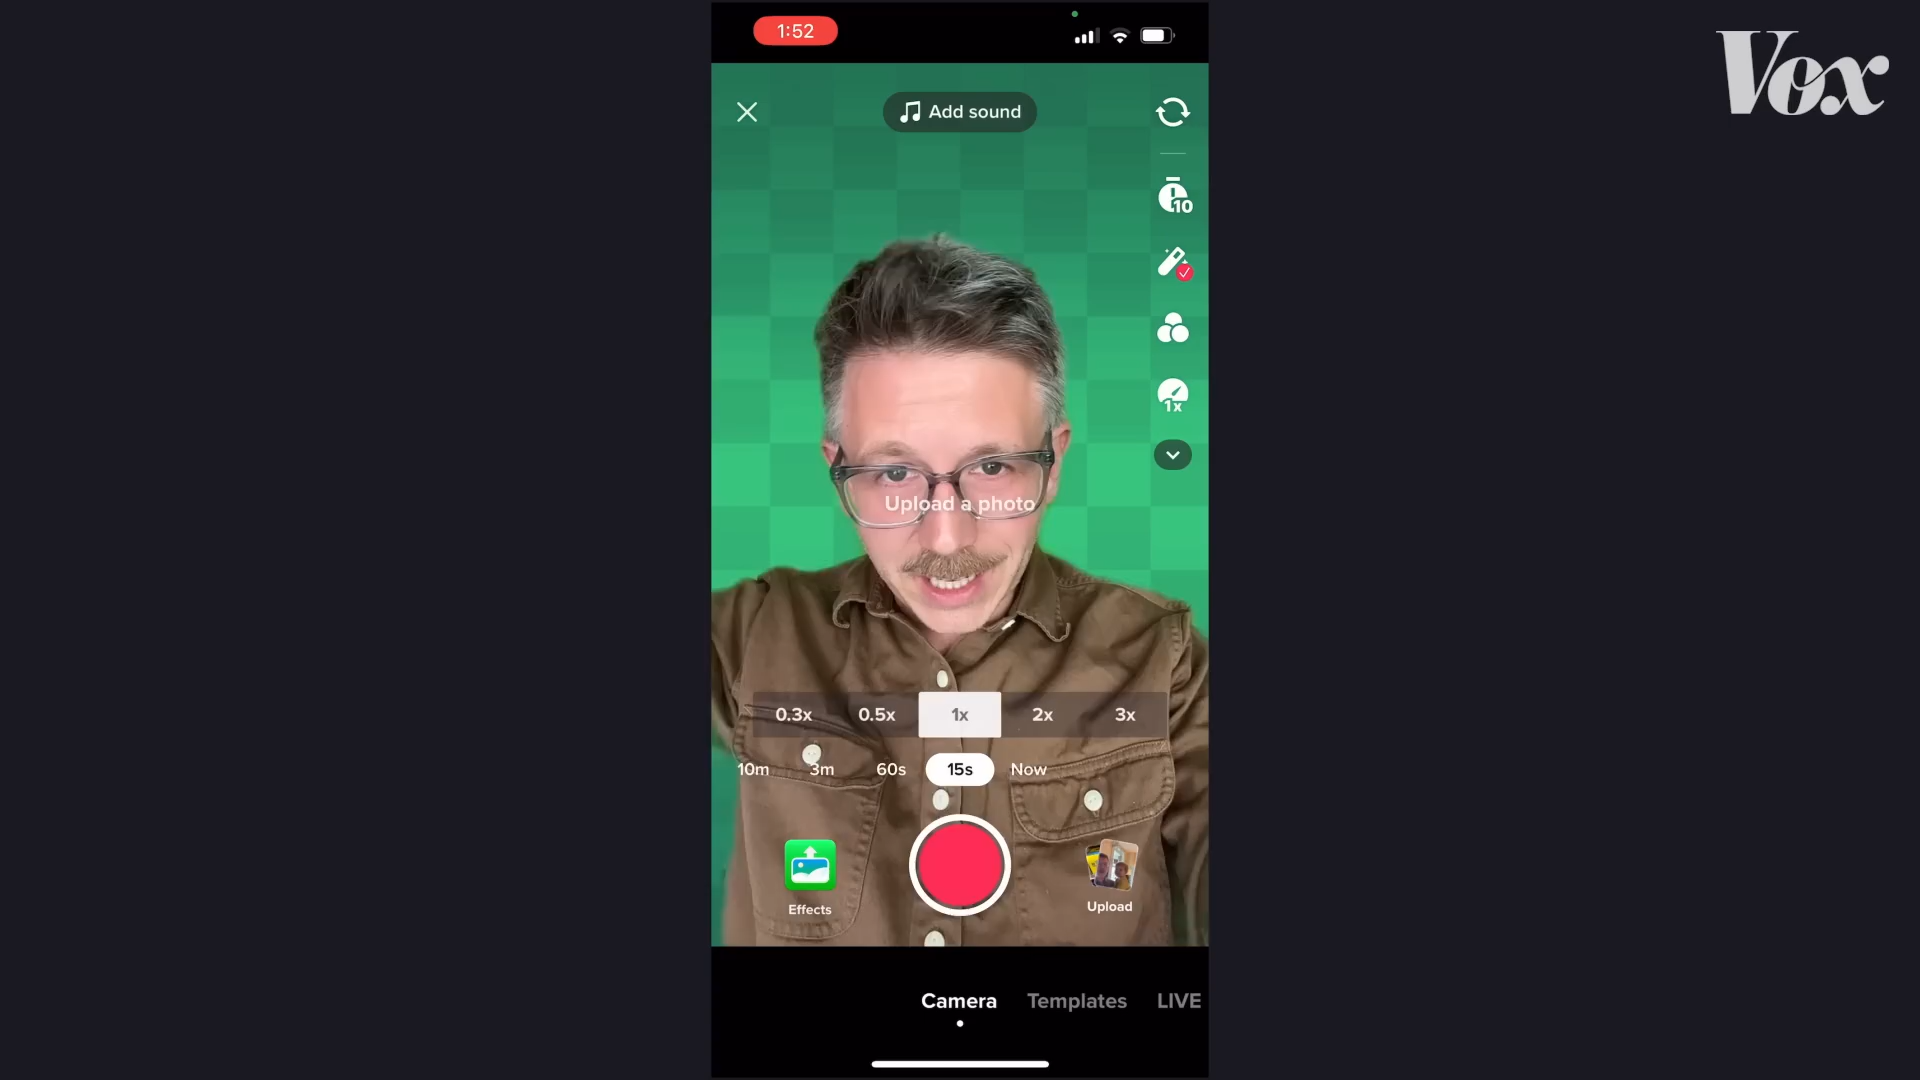 1:52
Vox
Add sound
10
1x
Upload a photo
0.3x 0.5x 1x 2x 3x
10m 3m 60s 15s Now
Effects
Upload
Camera Templates LIVE